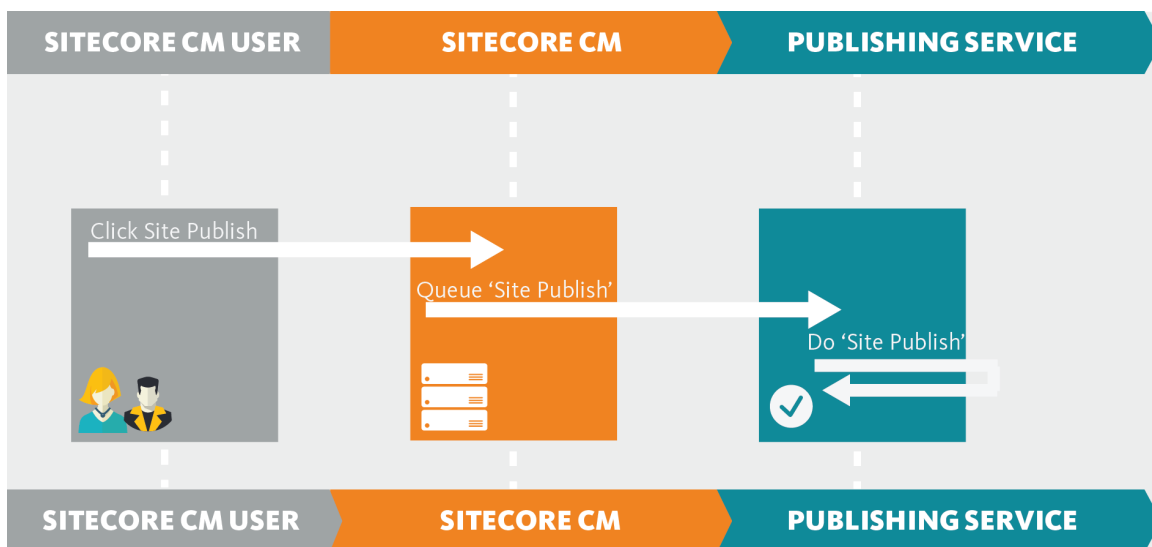 SITECORE CM USER
SITECORE CM
PUBLISHING SERVICE
Click Site Publish
Queue ‘Site Publish’
Do ‘Site Publish’
SITECORE CM USER
SITECORE CM
PUBLISHING SERVICE